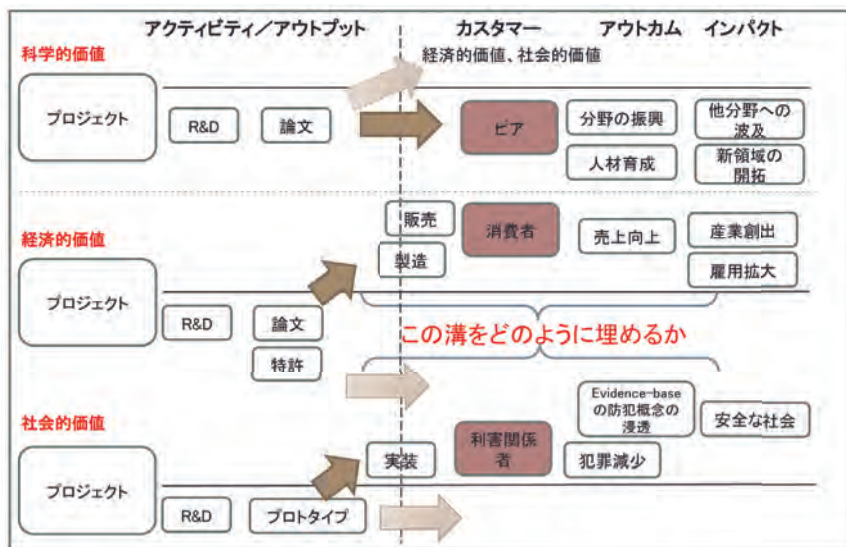 アクティビティ／アウトプット
カスタマー
アウトカム
インパクト
科学的価値
経済的価値、社会的価値
プロジェクト
R&D
論文
ピア
分野の振興
他分野への
波及
人材育成
新領域の
開拓
経済的価値
販売
消費者
売上向上
産業創出
製造
雇用拡大
プロジェクト
R&D
論文
特許
この溝をどのように埋めるか
社会的価値
Evidence-base
の防犯概念の
浸透
安全な社会
実装
利害関係
者
犯罪減少
プロジェクト
R&D
プロトタイプ